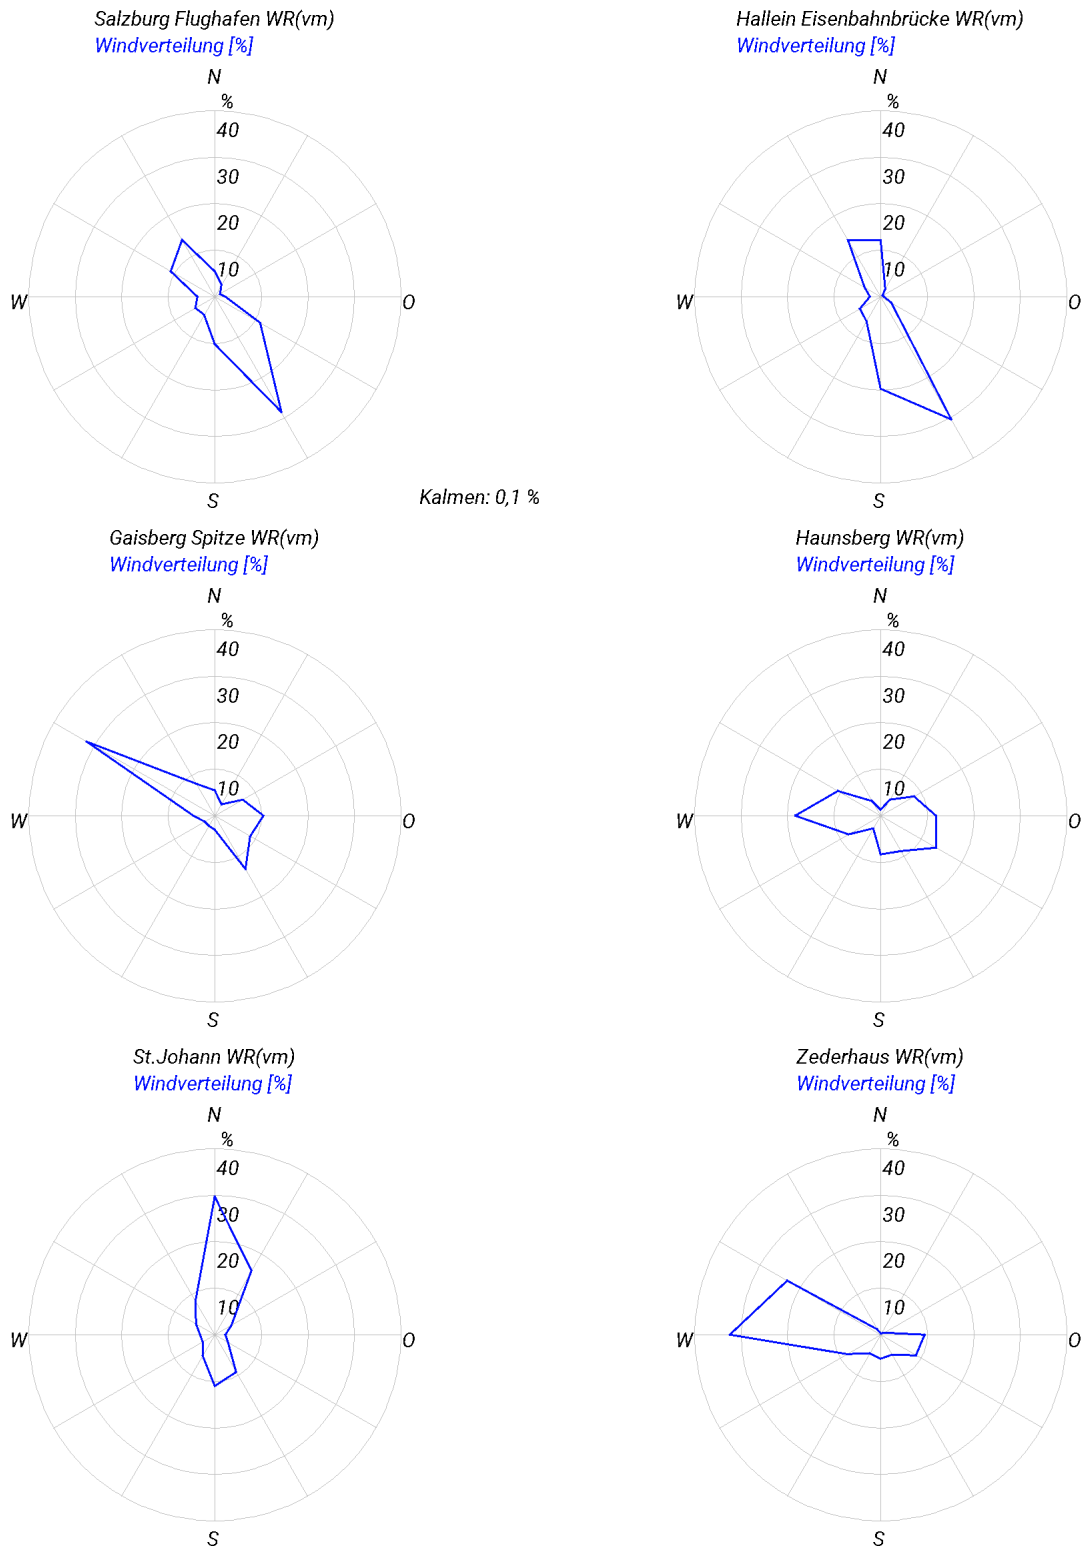 Salzburg Flughafen WR(vm)
Windverteilung [%]
N
%
40
30
20
10
W
O
S
Hallein Eisenbahnbrücke WR(vm)
Windverteilung [%]
N
%
40
30
20
10
W
O
S
Kalmen: 0,1 %
Gaisberg Spitze WR(vm)
Windverteilung [%]
N
%
40
30
20
10
W
O
S
Haunsberg WR(vm)
Windverteilung [%]
N
%
40
30
20
10
W
O
S
St.Johann WR(vm)
Windverteilung [%]
N
%
40
30
20
10
W
O
S
Zederhaus WR(vm)
Windverteilung [%]
N
%
40
30
20
10
W
O
S